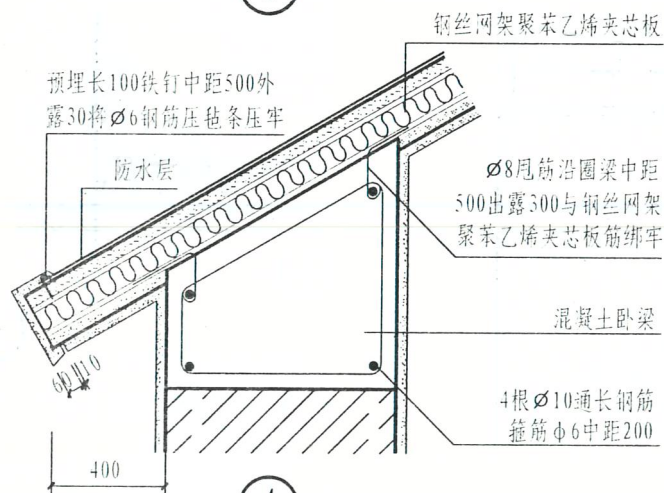 钢丝网架聚苯乙烯夹芯板
预埋长100铁钉中距500外
露30将Ø6钢筋压毡条压牢
防水层
Ø8甩筋沿圈梁中距
500出露300与钢丝网架
聚苯乙烯夹芯板筋绑牢
混凝土卧梁
4根Ø10通长钢筋
箍筋ϕ6中距200
400